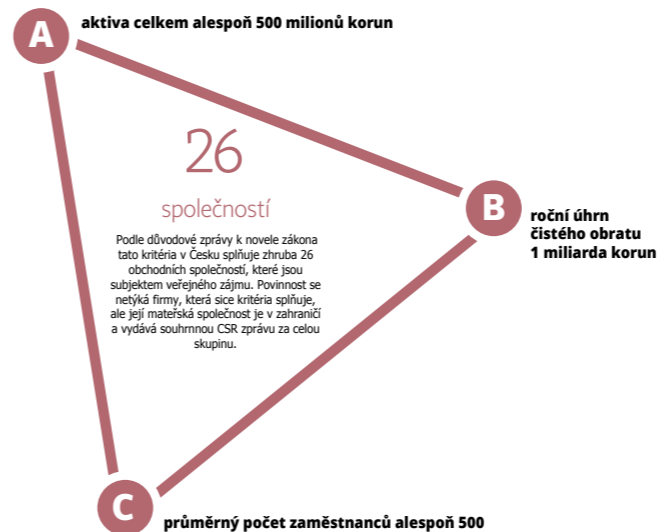 A
aktiva celkem alespoň 500 milionů korun
26
společností
Podle důvodové zprávy k novele zákona
tato kritéria v Česku splňuje zhruba 26
obchodních společností, které jsou
subjektem veřejného zájmu. Povinnost se
netýká firmy, která sice kritéria splňuje,
ale její mateřská společnost je v zahraničí
a vydává souhrnnou CSR zprávu za celou
skupinu.
B
roční úhrn
čistého obratu
1 miliarda korun
C
průměrný počet zaměstnanců alespoň 500